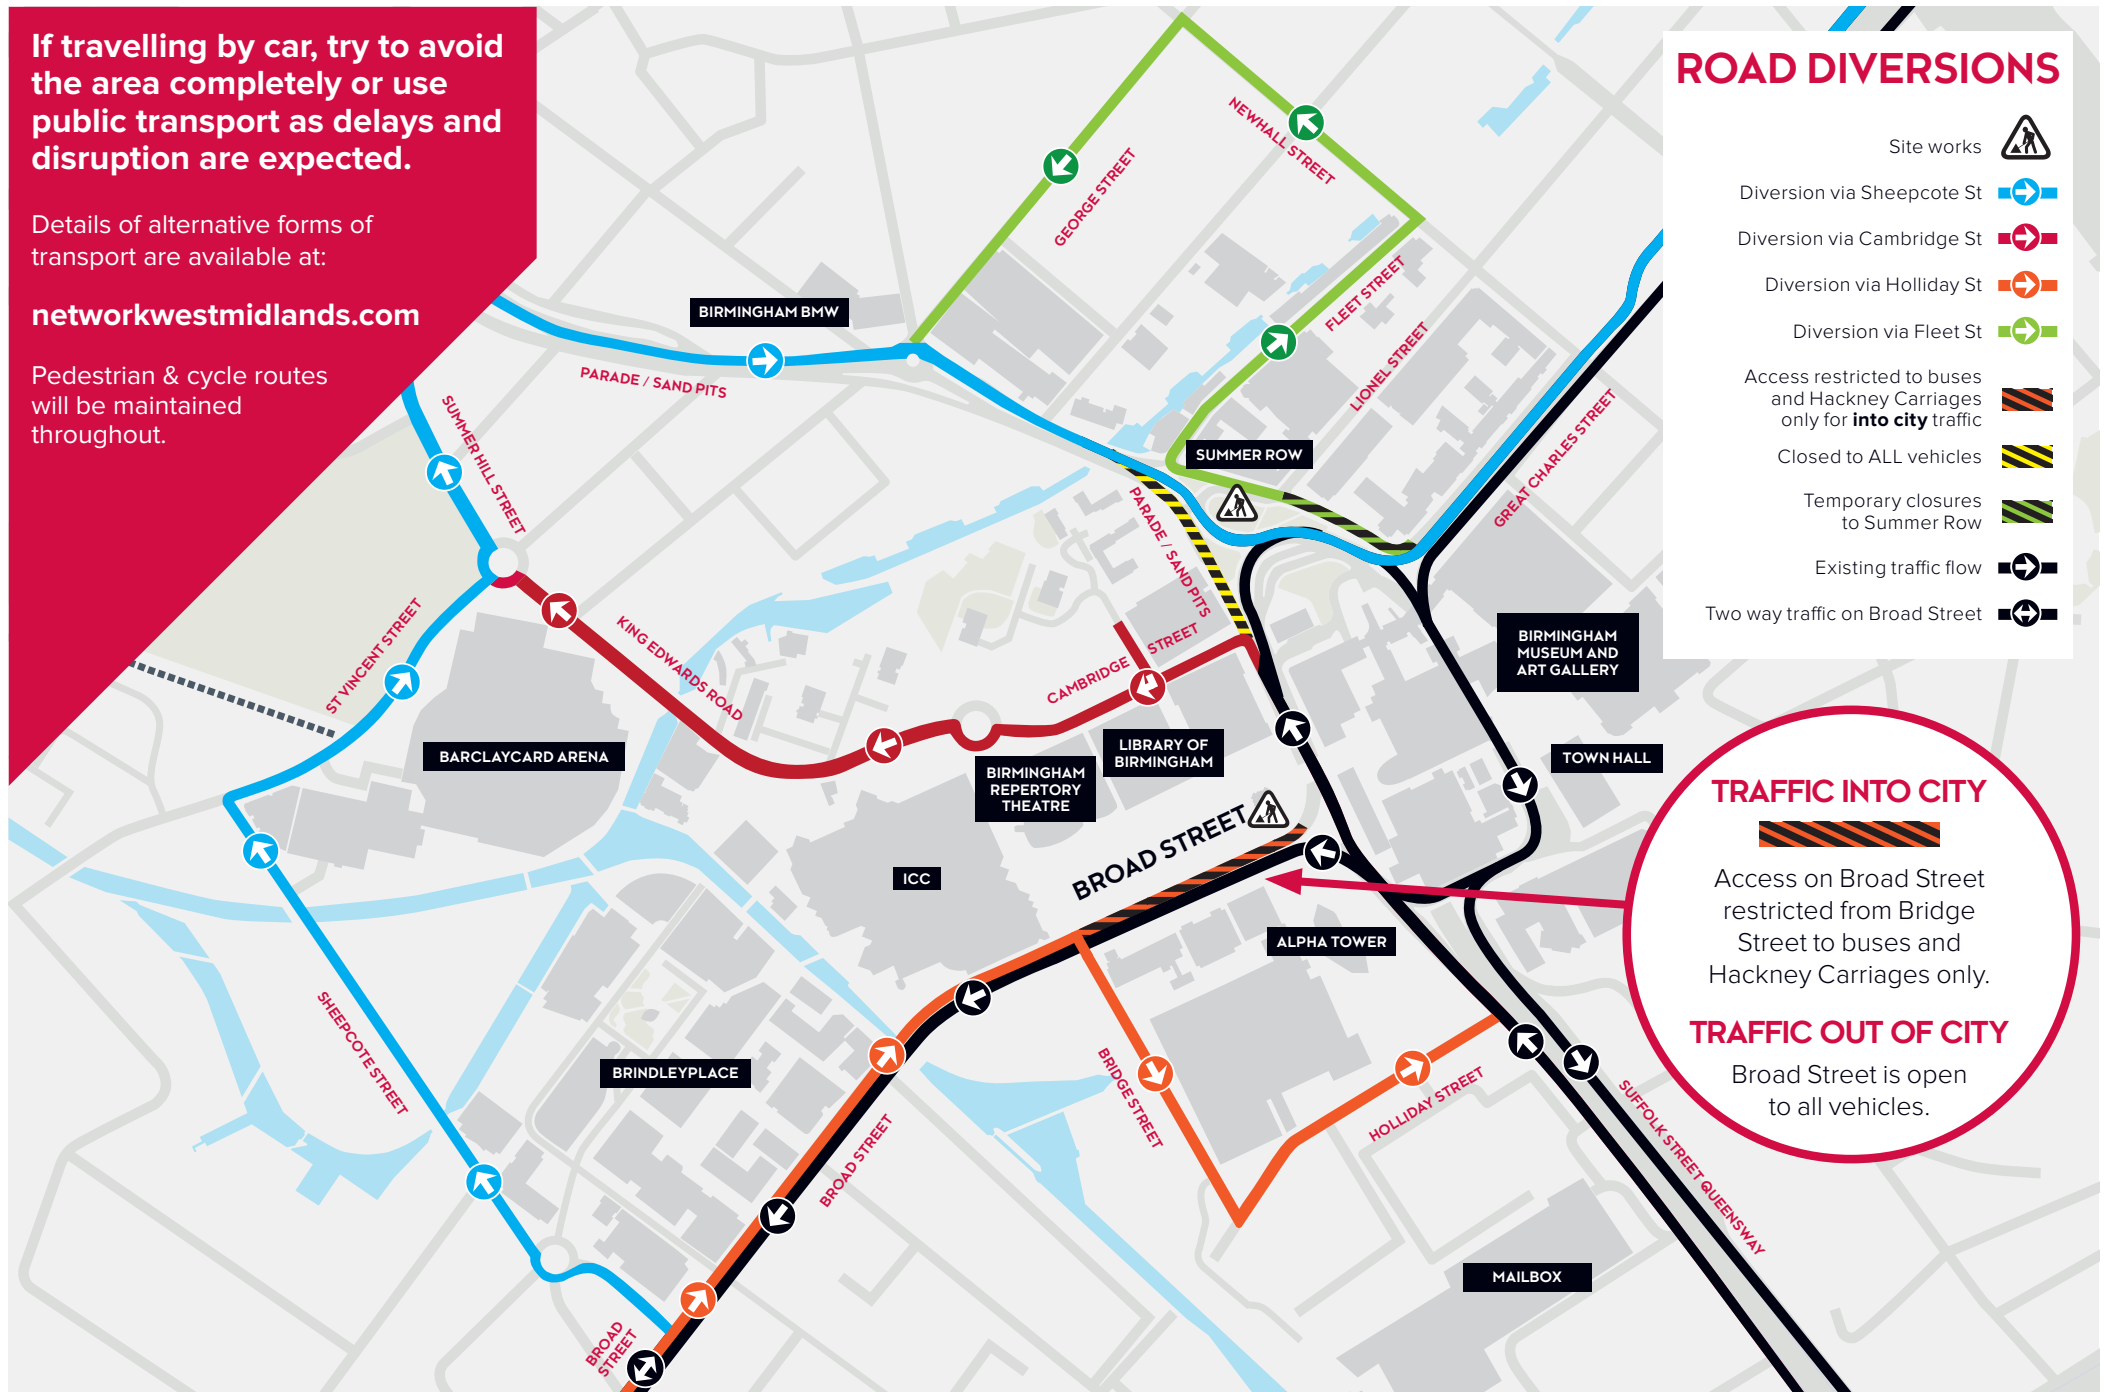 If travelling by car, try to avoid
the area completely or use
public transport as delays and
disruption are expected.
Details of alternative forms of
transport are available at:
networkwestmidlands.com
Pedestrian & cycle routes
will be maintained
throughout.
ROAD DIVERSIONS
Site works
Diversion via Sheepcote St
Diversion via Cambridge St
Diversion via Holliday St
Diversion via Fleet St
Access restricted to buses
and Hackney Carriages
only for into city traffic
Closed to ALL vehicles
Temporary closures
to Summer Row
Existing traffic flow
Two way traffic on Broad Street
NEWHALL STREET
GEORGE STREET
FLEET STREET
LIONEL STREET
BIRMINGHAM BMW
PARADE / SAND PITS
SUMMER HILL STREET
SUMMER ROW
GREAT CHARLES STREET
PARADE / SANDPITS
ST VINCENT STREET
KING EDWARDS ROAD
CAMBRIDGE STREET
BIRMINGHAM
MUSEUM AND
ART GALLERY
BARCLAYCARD ARENA
LIBRARY OF
BIRMINGHAM
BIRMINGHAM
REPERTORY
THEATRE
TOWN HALL
BROAD STREET
ICC
ALPHA TOWER
TRAFFIC INTO CITY
Access on Broad Street
restricted from Bridge
Street to buses and
Hackney Carriages only.
TRAFFIC OUT OF CITY
Broad Street is open
to all vehicles.
SHEEPCOTE STREET
BRINDLEYPLACE
BROAD STREET
BRIDGE STREET
HOLLIDAY STREET
SUFFOLK STREET QUEENSWAY
MAILBOX
BROAD
STREET